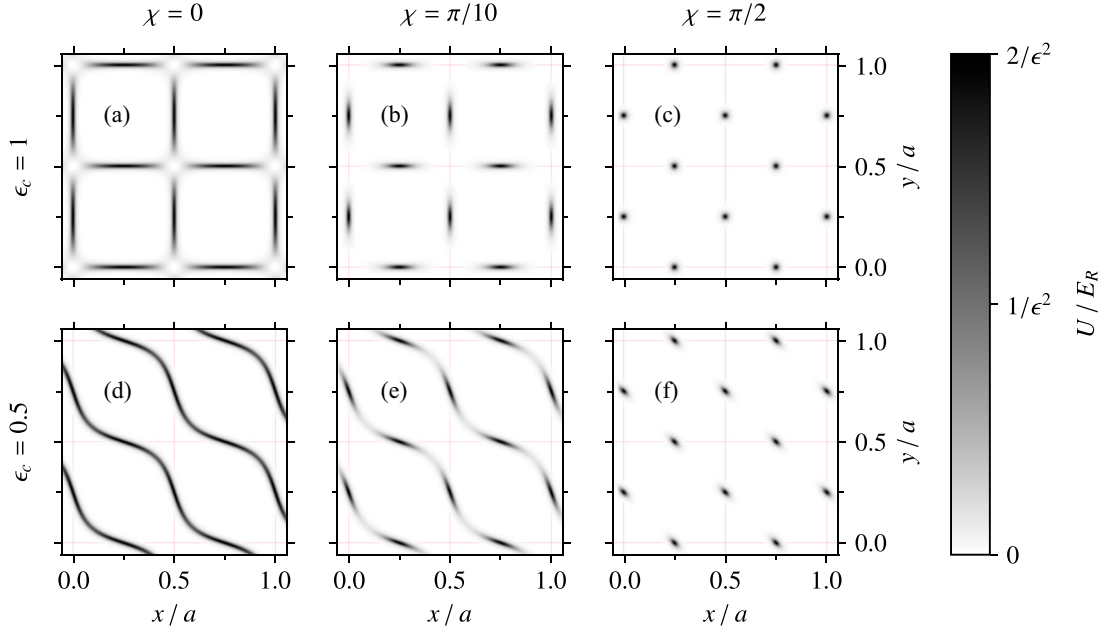 χ = 0
χ = π/10
χ = π/2
ϵc = 1
(a)
(b)
(c)
1.0
0.5
0.0
y / a
2/ϵ²
1/ϵ²
0
U / E_R
ϵc = 0.5
(d)
(e)
(f)
1.0
0.5
0.0
y / a
0.0 0.5 1.0
0.0 0.5 1.0
0.0 0.5 1.0
x / a
x / a
x / a